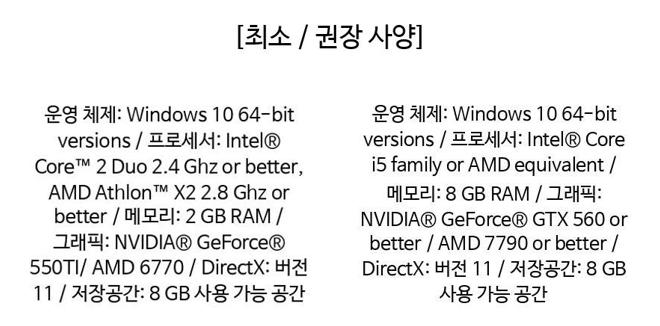 [최소 / 권장 사양]
운영 체제: Windows 10 64-bit
versions / 프로세서: Intel®
Core™ 2 Duo 2.4 Ghz or better,
AMD Athlon™ X2 2.8 Ghz or
better / 메모리: 2 GB RAM /
그래픽: NVIDIA® GeForce®
550TI/ AMD 6770 / DirectX: 버전
11 / 저장공간: 8 GB 사용 가능 공간
운영 체제: Windows 10 64-bit
versions / 프로세서: Intel® Core
i5 family or AMD equivalent /
메모리: 8 GB RAM / 그래픽:
NVIDIA® GeForce® GTX 560 or
better / AMD 7790 or better /
DirectX: 버전 11 / 저장공간: 8 GB
사용 가능 공간